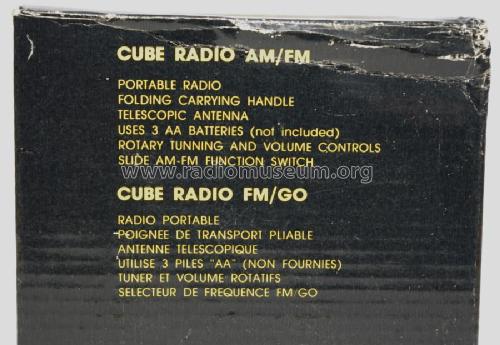 CUBE RADIO AM/FM
PORTABLE RADIO
FOLDING CARRYING HANDLE
TELESCOPIC ANTENNA
USES 3 AA BATTERIES (not included)
ROTARY TUNNING AND VOLUME CONTROLS
SLIDE AM-FM FUNCTION SWITCH
www.radiomuseum.org
CUBE RADIO FM/GO
RADIO PORTABLE
POIGNEE DE TRANSPORT PLIABLE
ANTENNE TELESCOPIQUE
UTILISE 3 PILES "AA" (NON FOURNIES)
TUNER ET VOLUME ROTATIFS
SELECTEUR DE FREQUENCE FM/GO